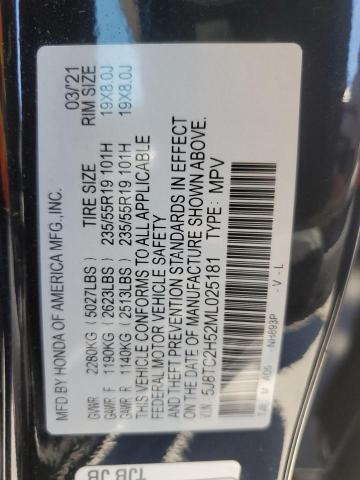 MFD BY HONDA OF AMERICA MFG.,INC. 03/'21
TIRE SIZE RIM SIZE
GVWR 2280KG (5027LBS)
GAWR F 1190KG (2623LBS) 235/55R19 101H 19X8.0J
GAWR R 1140KG (2513LBS) 235/55R19 101H 19X8.0J
THIS VEHICLE CONFORMS TO ALL APPLICABLE
FEDERAL MOTOR VEHICLE SAFETY
AND THEFT PREVENTION STANDARDS IN EFFECT
ON THE DATE OF MANUFACTURE SHOWN ABOVE.
V.I.N: 5J8TC2H52ML025181 TYPE: MPV
NH893P - V - L
TJB TJB